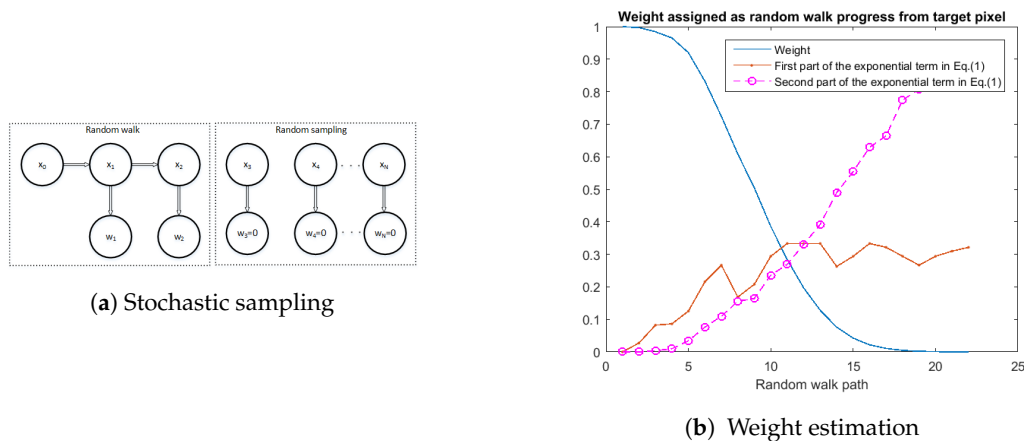 Random walk
Random sampling
x0 x1 x2 x3 x4 . . . xN
w1 w2 w3=0 w4=0 . . . wN=0
(a) Stochastic sampling
Weight assigned as random walk progress from target pixel
Weight
First part of the exponential term in Eq.(1)
Second part of the exponential term in Eq.(1)
1
0.9
0.8
0.7
0.6
0.5
0.4
0.3
0.2
0.1
0
0 5 10 15 20 25
Random walk path
(b) Weight estimation